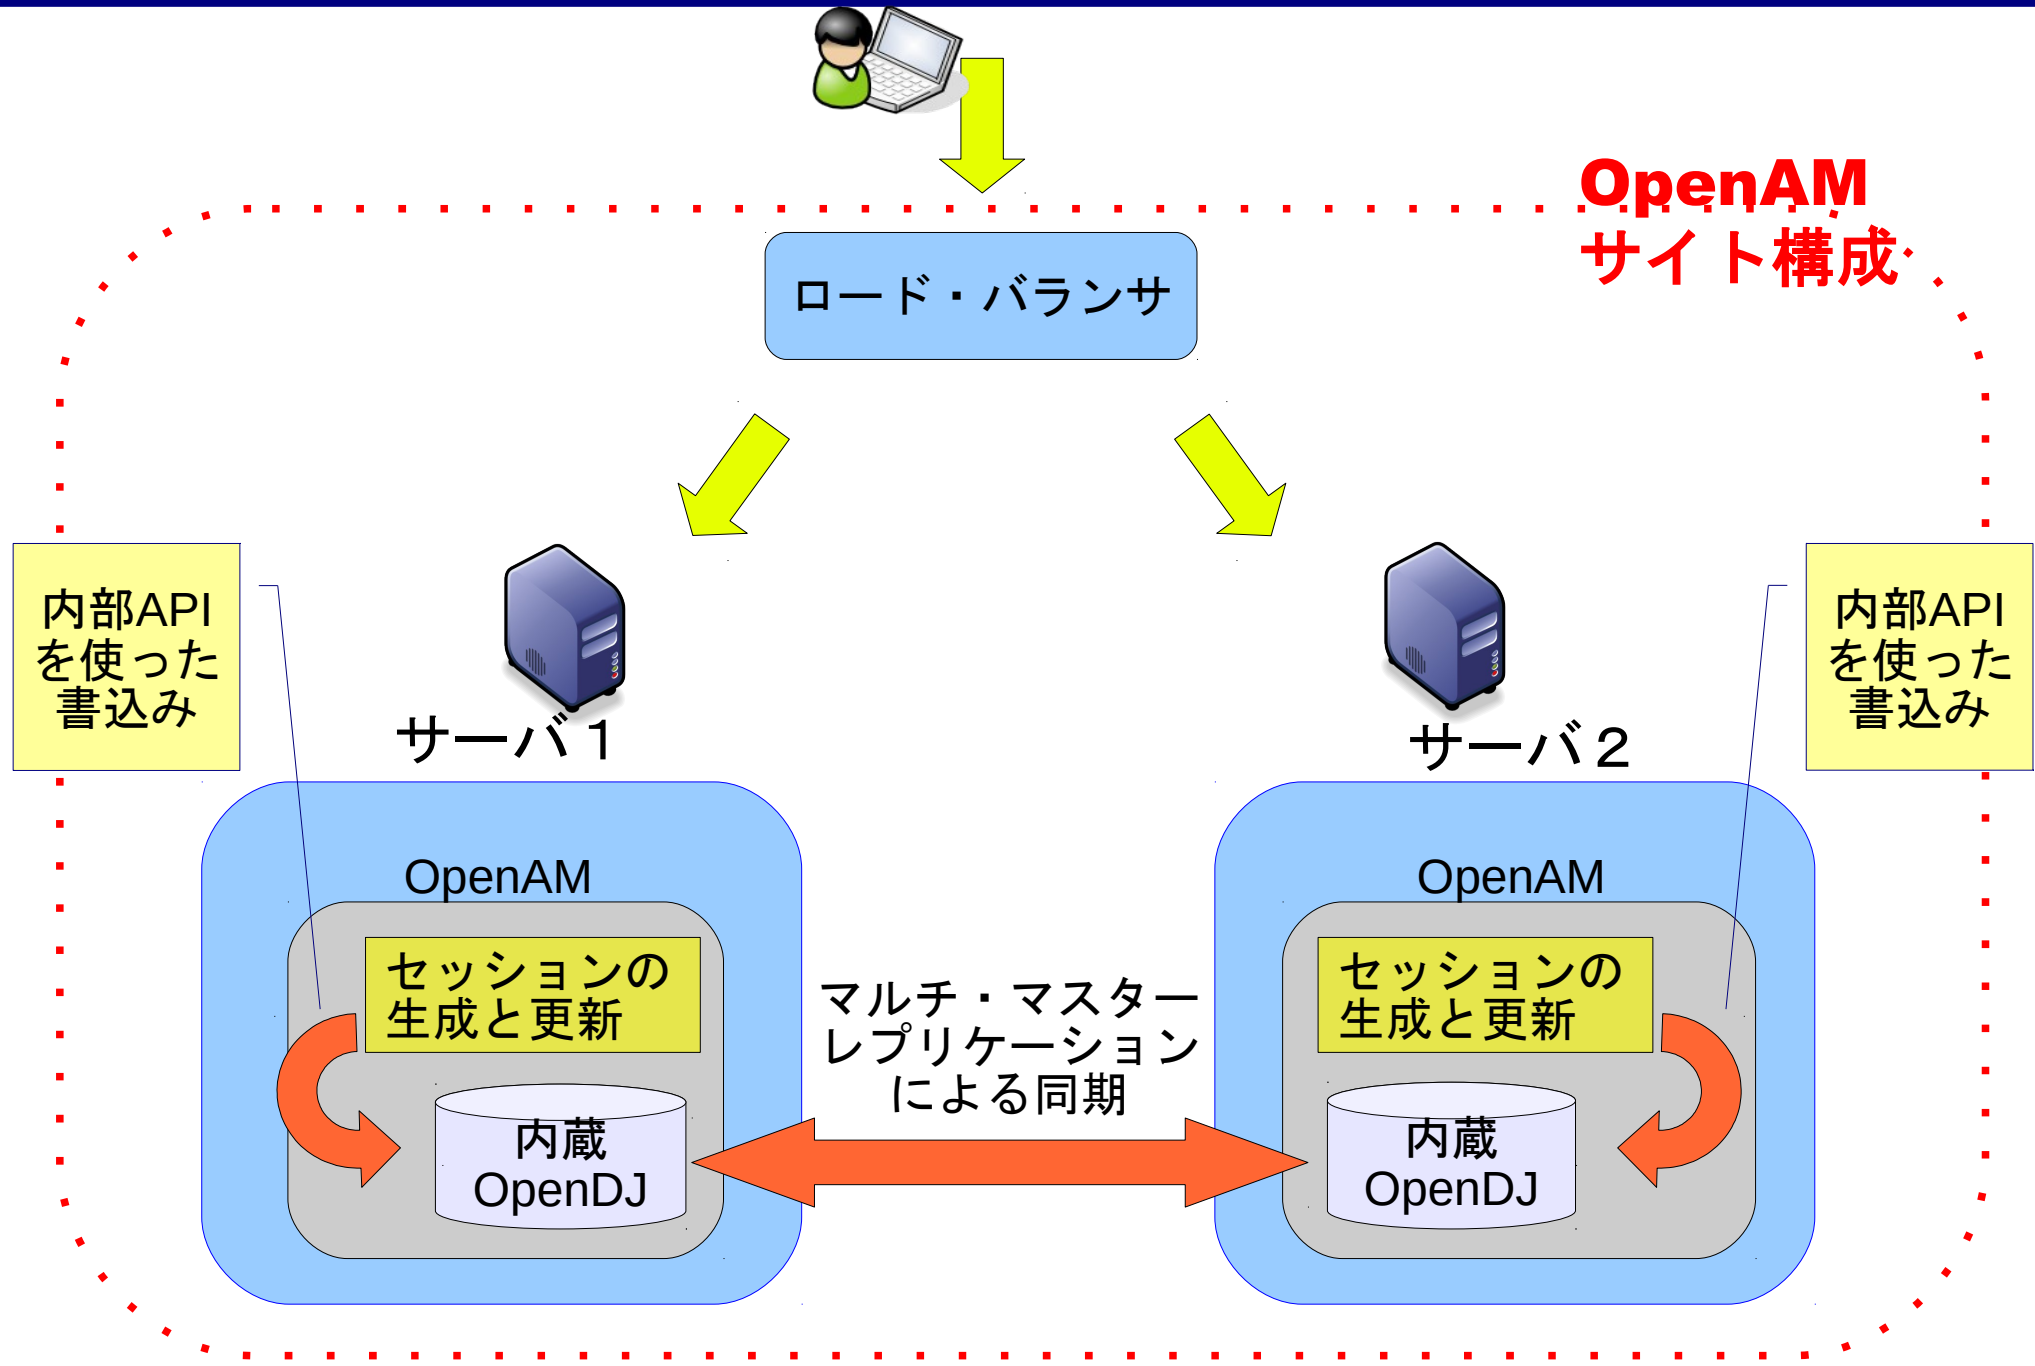 OpenAM
サイト構成
ロード・バランサ
内部API
を使った
書込み
内部API
を使った
書込み
サーバ１
サーバ２
OpenAM
OpenAM
セッションの
生成と更新
マルチ・マスター
レプリケーション
による同期
セッションの
生成と更新
内蔵
OpenDJ
内蔵
OpenDJ